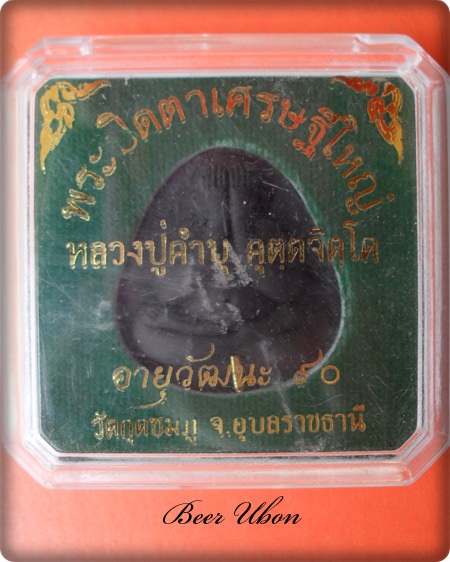 พระปิดตาเศรษฐีใหญ่
หลวงปู่คำบุ คุตฺตจิตฺโต
อายุวัฒนะ ๙๐
วัดกุดชมภู จ.อุบลราชธานี
Beer Ubon